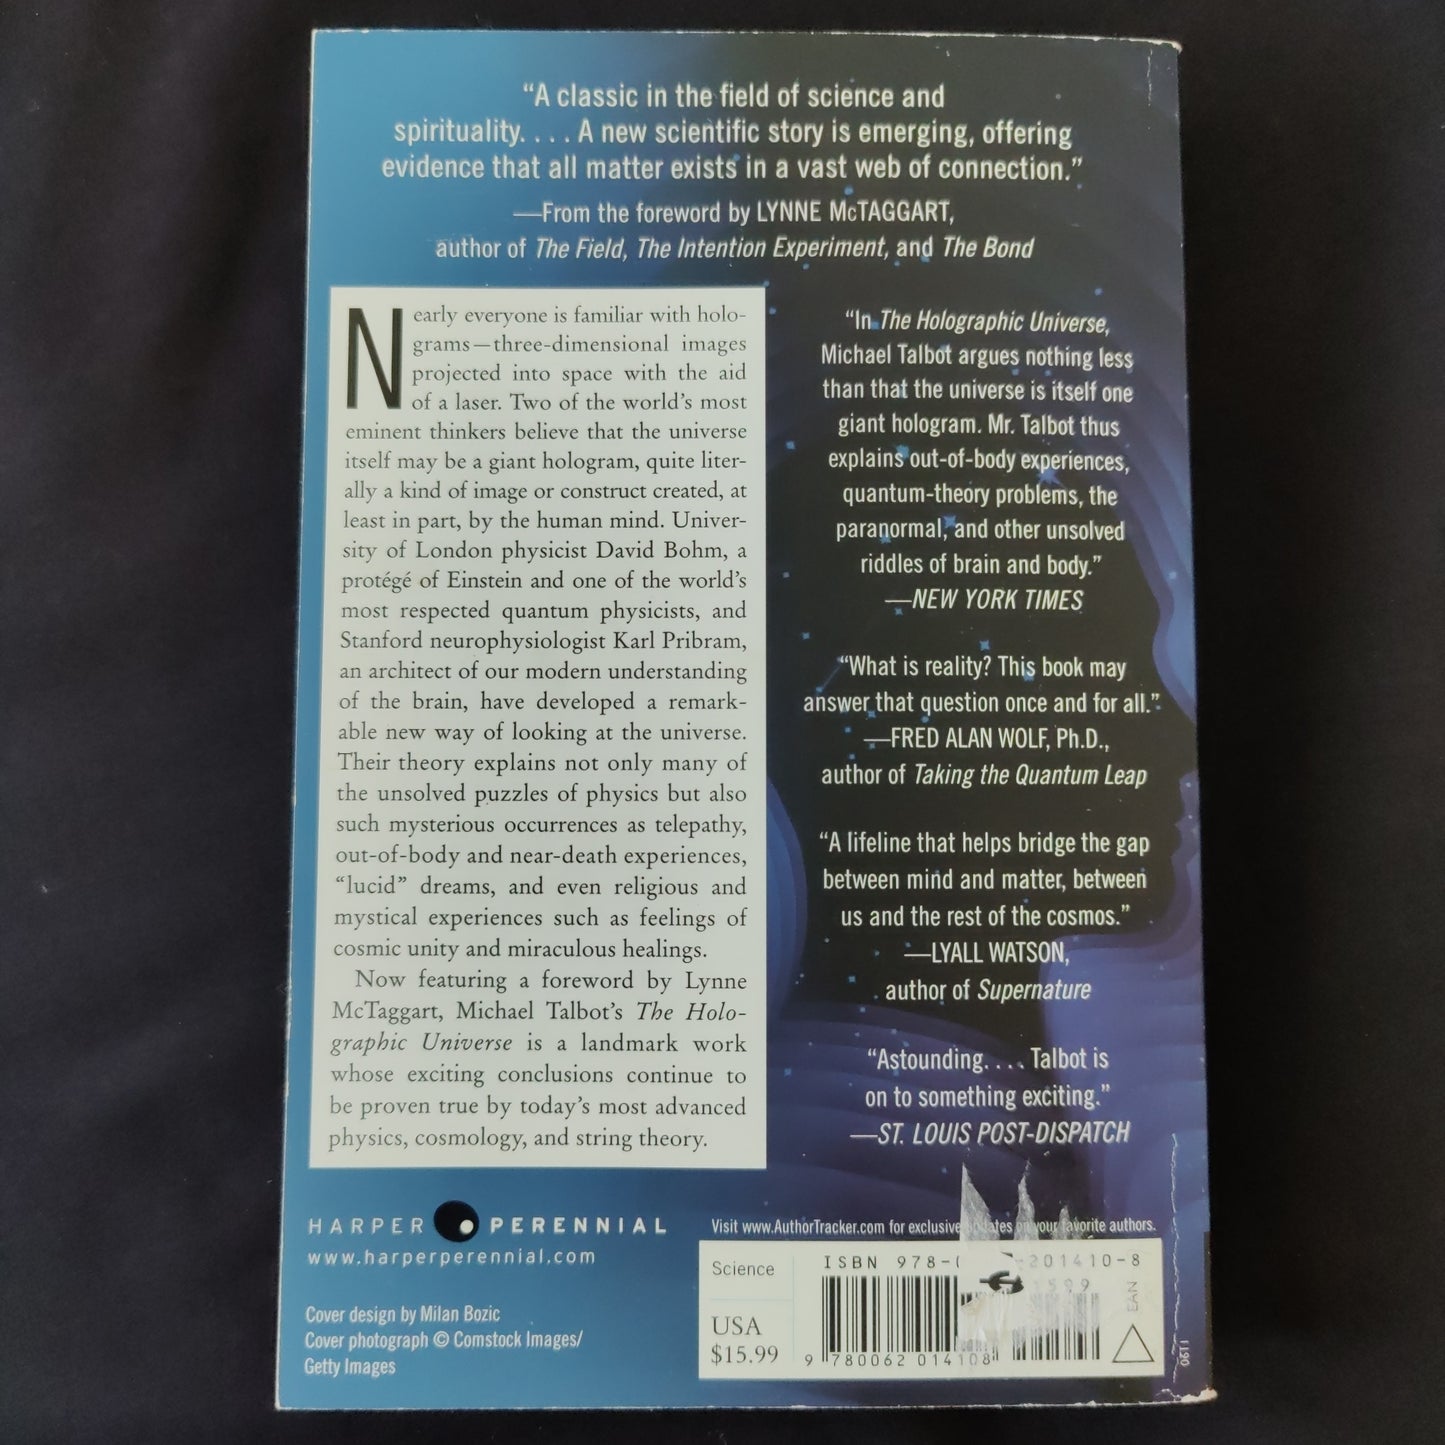 “A classic in the field of science and
spirituality. . . . A new scientific story is emerging, offering
evidence that all matter exists in a vast web of connection.”
—From the foreword by LYNNE McTAGGART,
author of The Field, The Intention Experiment, and The Bond
Nearly everyone is familiar with holo-
grams—three-dimensional images
projected into space with the aid
of a laser. Two of the world’s most
eminent thinkers believe that the universe
itself may be a giant hologram, quite liter-
ally a kind of image or construct created, at
least in part, by the human mind. Univer-
sity of London physicist David Bohm, a
protégé of Einstein and one of the world’s
most respected quantum physicists, and
Stanford neurophysiologist Karl Pribram,
an architect of our modern understanding
of the brain, have developed a remark-
able new way of looking at the universe.
Their theory explains not only many of
the unsolved puzzles of physics but also
such mysterious occurrences as telepathy,
out-of-body and near-death experiences,
“lucid” dreams, and even religious and
mystical experiences such as feelings of
cosmic unity and miraculous healings.
Now featuring a foreword by Lynne
McTaggart, Michael Talbot’s The Holo-
graphic Universe is a landmark work
whose exciting conclusions continue to
be proven true by today’s most advanced
physics, cosmology, and string theory.
“In The Holographic Universe,
Michael Talbot argues nothing less
than that the universe is itself one
giant hologram. Mr. Talbot thus
explains out-of-body experiences,
quantum-theory problems, the
paranormal, and other unsolved
riddles of brain and body.”
—NEW YORK TIMES
“What is reality? This book may
answer that question once and for all.”
—FRED ALAN WOLF, Ph.D.,
author of Taking the Quantum Leap
“A lifeline that helps bridge the gap
between mind and matter, between
us and the rest of the cosmos.”
—LYALL WATSON,
author of Supernature
“Astounding. . . . Talbot is
on to something exciting.”
—ST. LOUIS POST-DISPATCH
HARPER PERENNIAL
www.harperperennial.com
Cover design by Milan Bozic
Cover photograph © Comstock Images/
Getty Images
Visit www.AuthorTracker.com for exclusive updates on your favorite authors.
Science
USA
$15.99
ISBN 978- -201410-8
1599
EAN
9 780062 014108
0611